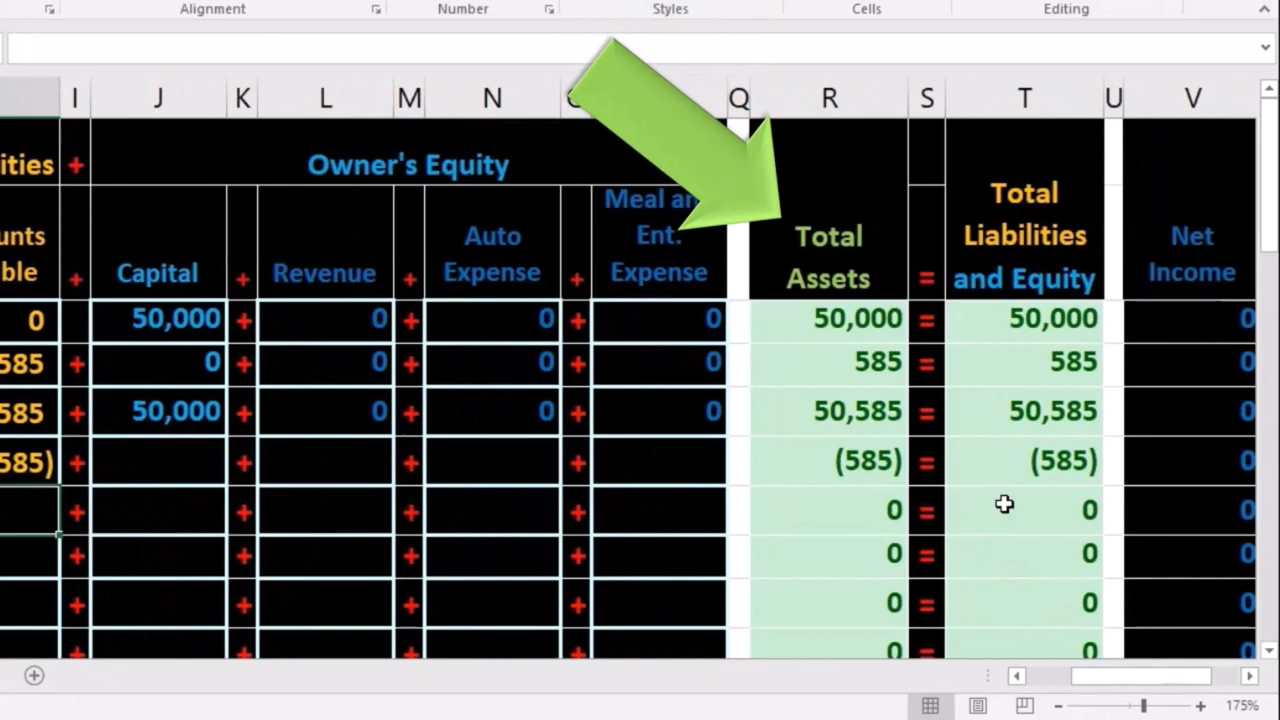 Alignment Number Styles Cells Editing
I J K L M N Q R S T U V
ities + Owner's Equity
unts ble + Capital + Revenue + Auto Expense + Meal Ent. Expense Total Assets = Total Liabilities and Equity Net Income
0 50,000 + 0 + 0 + 0 50,000 = 50,000 0
585 + 0 + 0 + 0 + 0 585 = 585 0
585 + 50,000 + 0 + 0 + 0 50,585 = 50,585 0
585) + + + + (585) = (585) 0
+ + + + 0 = 0 0
+ + + + 0 = 0 0
+ + + + 0 = 0 0
+ + + + 0 = 0 0
175%